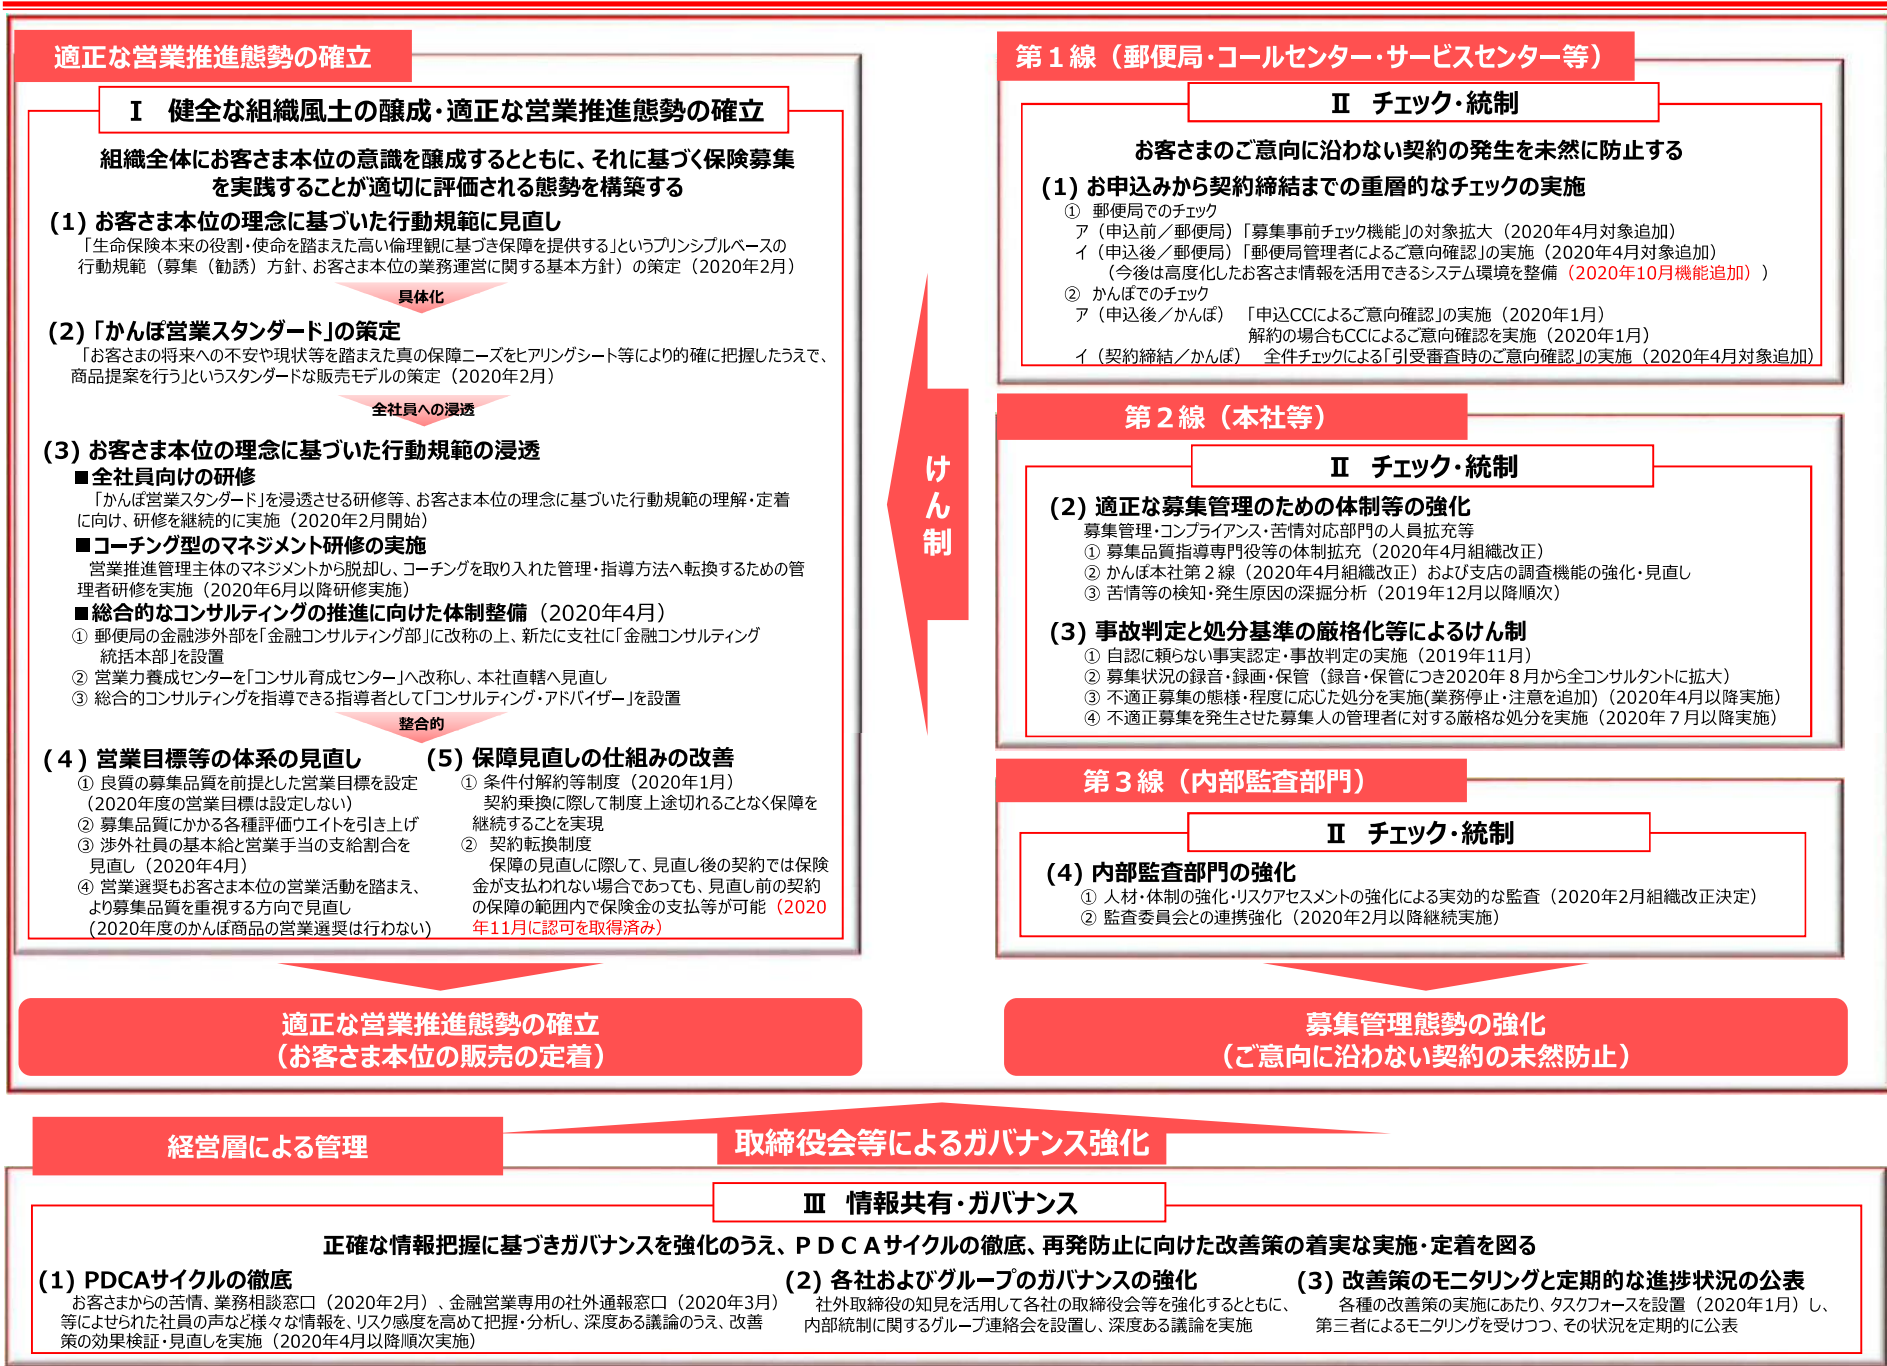 適正な営業推進態勢の確立
Ⅰ 健全な組織風土の醸成・適正な営業推進態勢の確立
組織全体にお客さま本位の意識を醸成するとともに、それに基づく保険募集
を実践することが適切に評価される態勢を構築する
(1) お客さま本位の理念に基づいた行動規範に見直し
「生命保険本来の役割・使命を踏まえた高い倫理観に基づき保障を提供する」というプリンシプルベースの
行動規範（募集（勧誘）方針、お客さま本位の業務運営に関する基本方針）の策定（2020年2月）
具体化
(2)「かんぽ営業スタンダード」の策定
「お客さまの将来への不安や現状等を踏まえた真の保障ニーズをヒアリングシート等により的確に把握したうえで、
商品提案を行う」というスタンダードな販売モデルの策定（2020年2月）
全社員への浸透
(3) お客さま本位の理念に基づいた行動規範の浸透
■全社員向けの研修
「かんぽ営業スタンダード」を浸透させる研修等、お客さま本位の理念に基づいた行動規範の理解・定着
に向け、研修を継続的に実施（2020年2月開始）
■コーチング型のマネジメント研修の実施
営業推進管理主体のマネジメントから脱却し、コーチングを取り入れた管理・指導方法へ転換するための管
理者研修を実施（2020年6月以降研修実施）
■総合的なコンサルティングの推進に向けた体制整備（2020年4月）
① 郵便局の金融渉外部を「金融コンサルティング部」に改称の上、新たに支社に「金融コンサルティング
統括本部」を設置
② 営業力養成センターを「コンサル育成センター」へ改称し、本社直轄へ見直し
③ 総合的コンサルティングを指導できる指導者として「コンサルティング・アドバイザー」を設置
整合的
(４) 営業目標等の体系の見直し
① 良質の募集品質を前提とした営業目標を設定
（2020年度の営業目標は設定しない）
② 募集品質にかかる各種評価ウエイトを引き上げ
③ 渉外社員の基本給と営業手当の支給割合を
見直し（2020年4月）
④ 営業選奨もお客さま本位の営業活動を踏まえ、
より募集品質を重視する方向で見直し
(2020年度のかんぽ商品の営業選奨は行わない)
(5) 保障見直しの仕組みの改善
① 条件付解約等制度（2020年1月）
契約乗換に際して制度上途切れることなく保障を
継続することを実現
② 契約転換制度
保障の見直しに際して、見直し後の契約では保険
金が支払われない場合であっても、見直し前の契約
の保障の範囲内で保険金の支払等が可能（2020
年11月に認可を取得済み）
適正な営業推進態勢の確立
（お客さま本位の販売の定着）
けん制
第１線（郵便局・コールセンター・サービスセンター等）
Ⅱ チェック・統制
お客さまのご意向に沿わない契約の発生を未然に防止する
(1) お申込みから契約締結までの重層的なチェックの実施
① 郵便局でのチェック
ア（申込前／郵便局）「募集事前チェック機能」の対象拡大（2020年4月対象追加）
イ（申込後／郵便局）「郵便局管理者によるご意向確認」の実施（2020年4月対象追加）
（今後は高度化したお客さま情報を活用できるシステム環境を整備（2020年10月機能追加））
② かんぽでのチェック
ア（申込後／かんぽ） 「申込CCによるご意向確認」の実施（2020年1月）
解約の場合もCCによるご意向確認を実施（2020年1月）
イ（契約締結／かんぽ） 全件チェックによる「引受審査時のご意向確認」の実施（2020年4月対象追加）
第２線（本社等）
Ⅱ チェック・統制
(2) 適正な募集管理のための体制等の強化
募集管理・コンプライアンス・苦情対応部門の人員拡充等
① 募集品質指導専門役等の体制拡充（2020年4月組織改正）
② かんぽ本社第２線（2020年4月組織改正）および支店の調査機能の強化・見直し
③ 苦情等の検知・発生原因の深掘分析（2019年12月以降順次）
(3) 事故判定と処分基準の厳格化等によるけん制
① 自認に頼らない事実認定・事故判定の実施（2019年11月）
② 募集状況の録音・録画・保管（録音・保管につき2020年８月から全コンサルタントに拡大）
③ 不適正募集の態様・程度に応じた処分を実施(業務停止・注意を追加)（2020年4月以降実施）
④ 不適正募集を発生させた募集人の管理者に対する厳格な処分を実施（2020年７月以降実施）
第３線（内部監査部門）
Ⅱ チェック・統制
(4) 内部監査部門の強化
① 人材・体制の強化・リスクアセスメントの強化による実効的な監査（2020年2月組織改正決定）
② 監査委員会との連携強化（2020年2月以降継続実施）
募集管理態勢の強化
（ご意向に沿わない契約の未然防止）
経営層による管理
取締役会等によるガバナンス強化
Ⅲ 情報共有・ガバナンス
正確な情報把握に基づきガバナンスを強化のうえ、ＰＤＣＡサイクルの徹底、再発防止に向けた改善策の着実な実施・定着を図る
(1) PDCAサイクルの徹底
お客さまからの苦情、業務相談窓口（2020年2月）、金融営業専用の社外通報窓口（2020年3月）
等によせられた社員の声など様々な情報を、リスク感度を高めて把握・分析し、深度ある議論のうえ、改善
策の効果検証・見直しを実施（2020年4月以降順次実施）
(2) 各社およびグループのガバナンスの強化
社外取締役の知見を活用して各社の取締役会等を強化するとともに、
内部統制に関するグループ連絡会を設置し、深度ある議論を実施
(3) 改善策のモニタリングと定期的な進捗状況の公表
各種の改善策の実施にあたり、タスクフォースを設置（2020年1月）し、
第三者によるモニタリングを受けつつ、その状況を定期的に公表